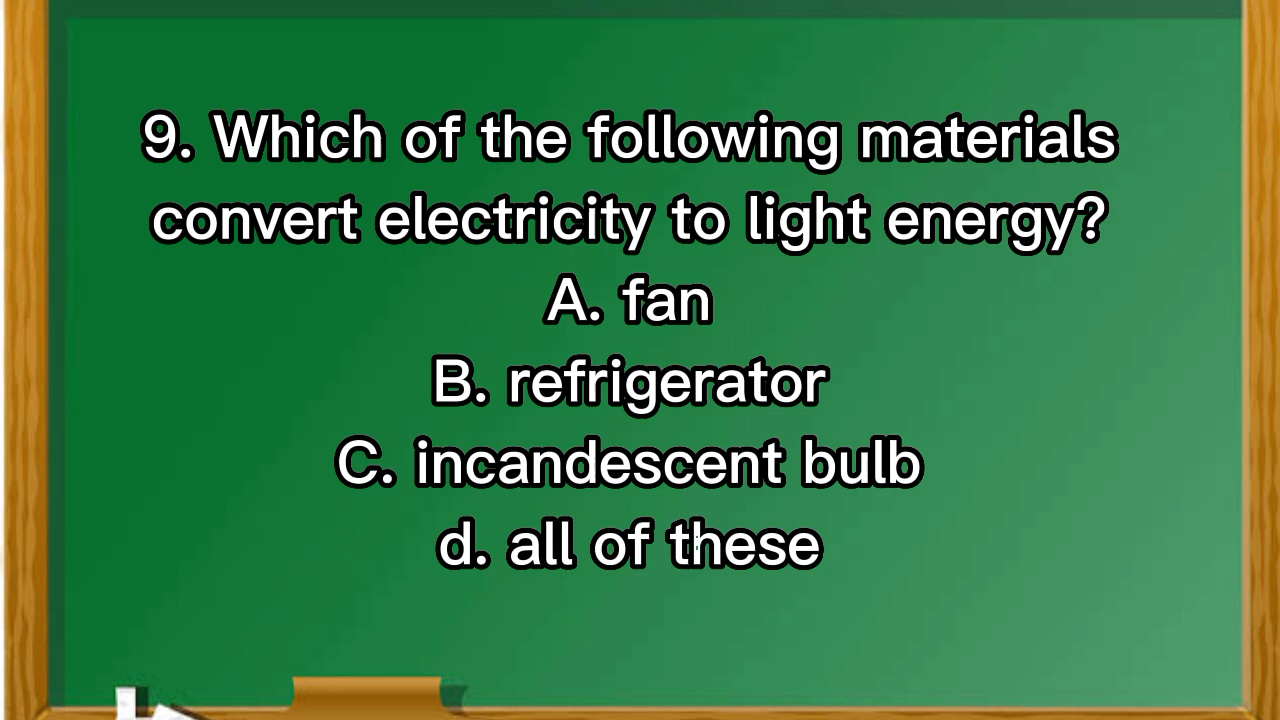 9. Which of the following materials
convert electricity to light energy?
A. fan
B. refrigerator
C. incandescent bulb
d. all of these